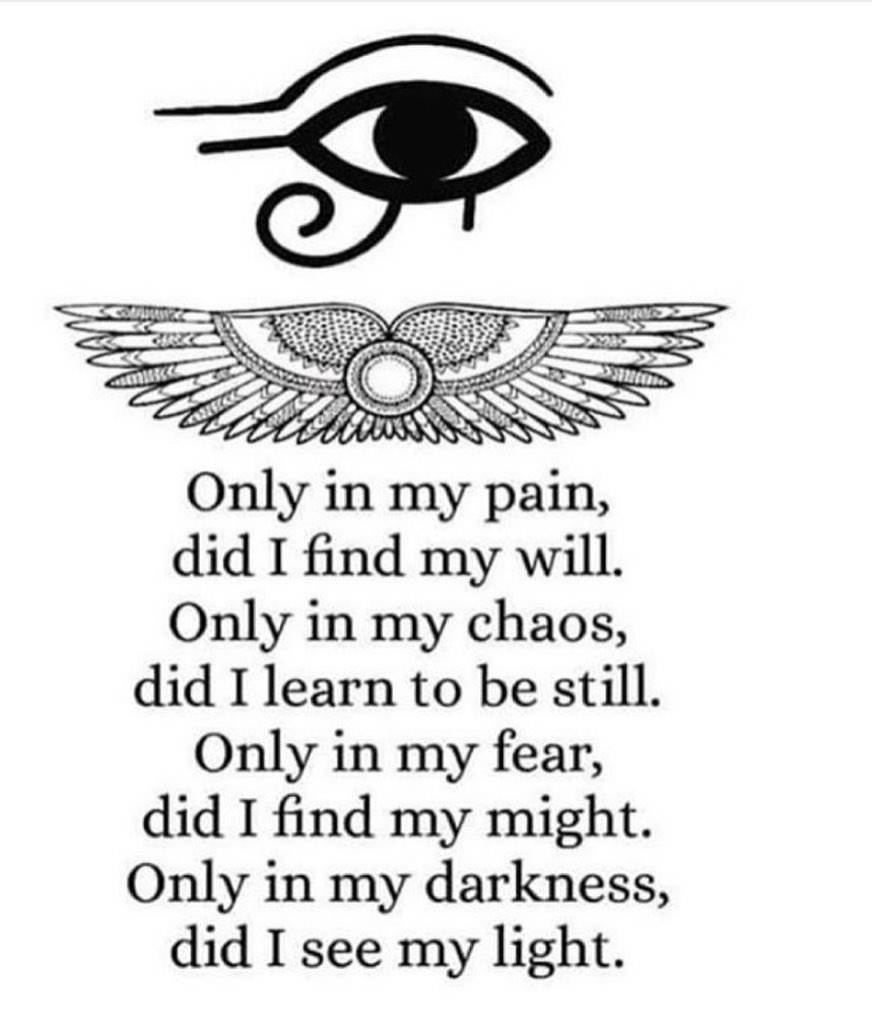 Only in my pain,
did I find my will.
Only in my chaos,
did I learn to be still.
Only in my fear,
did I find my might.
Only in my darkness,
did I see my light.